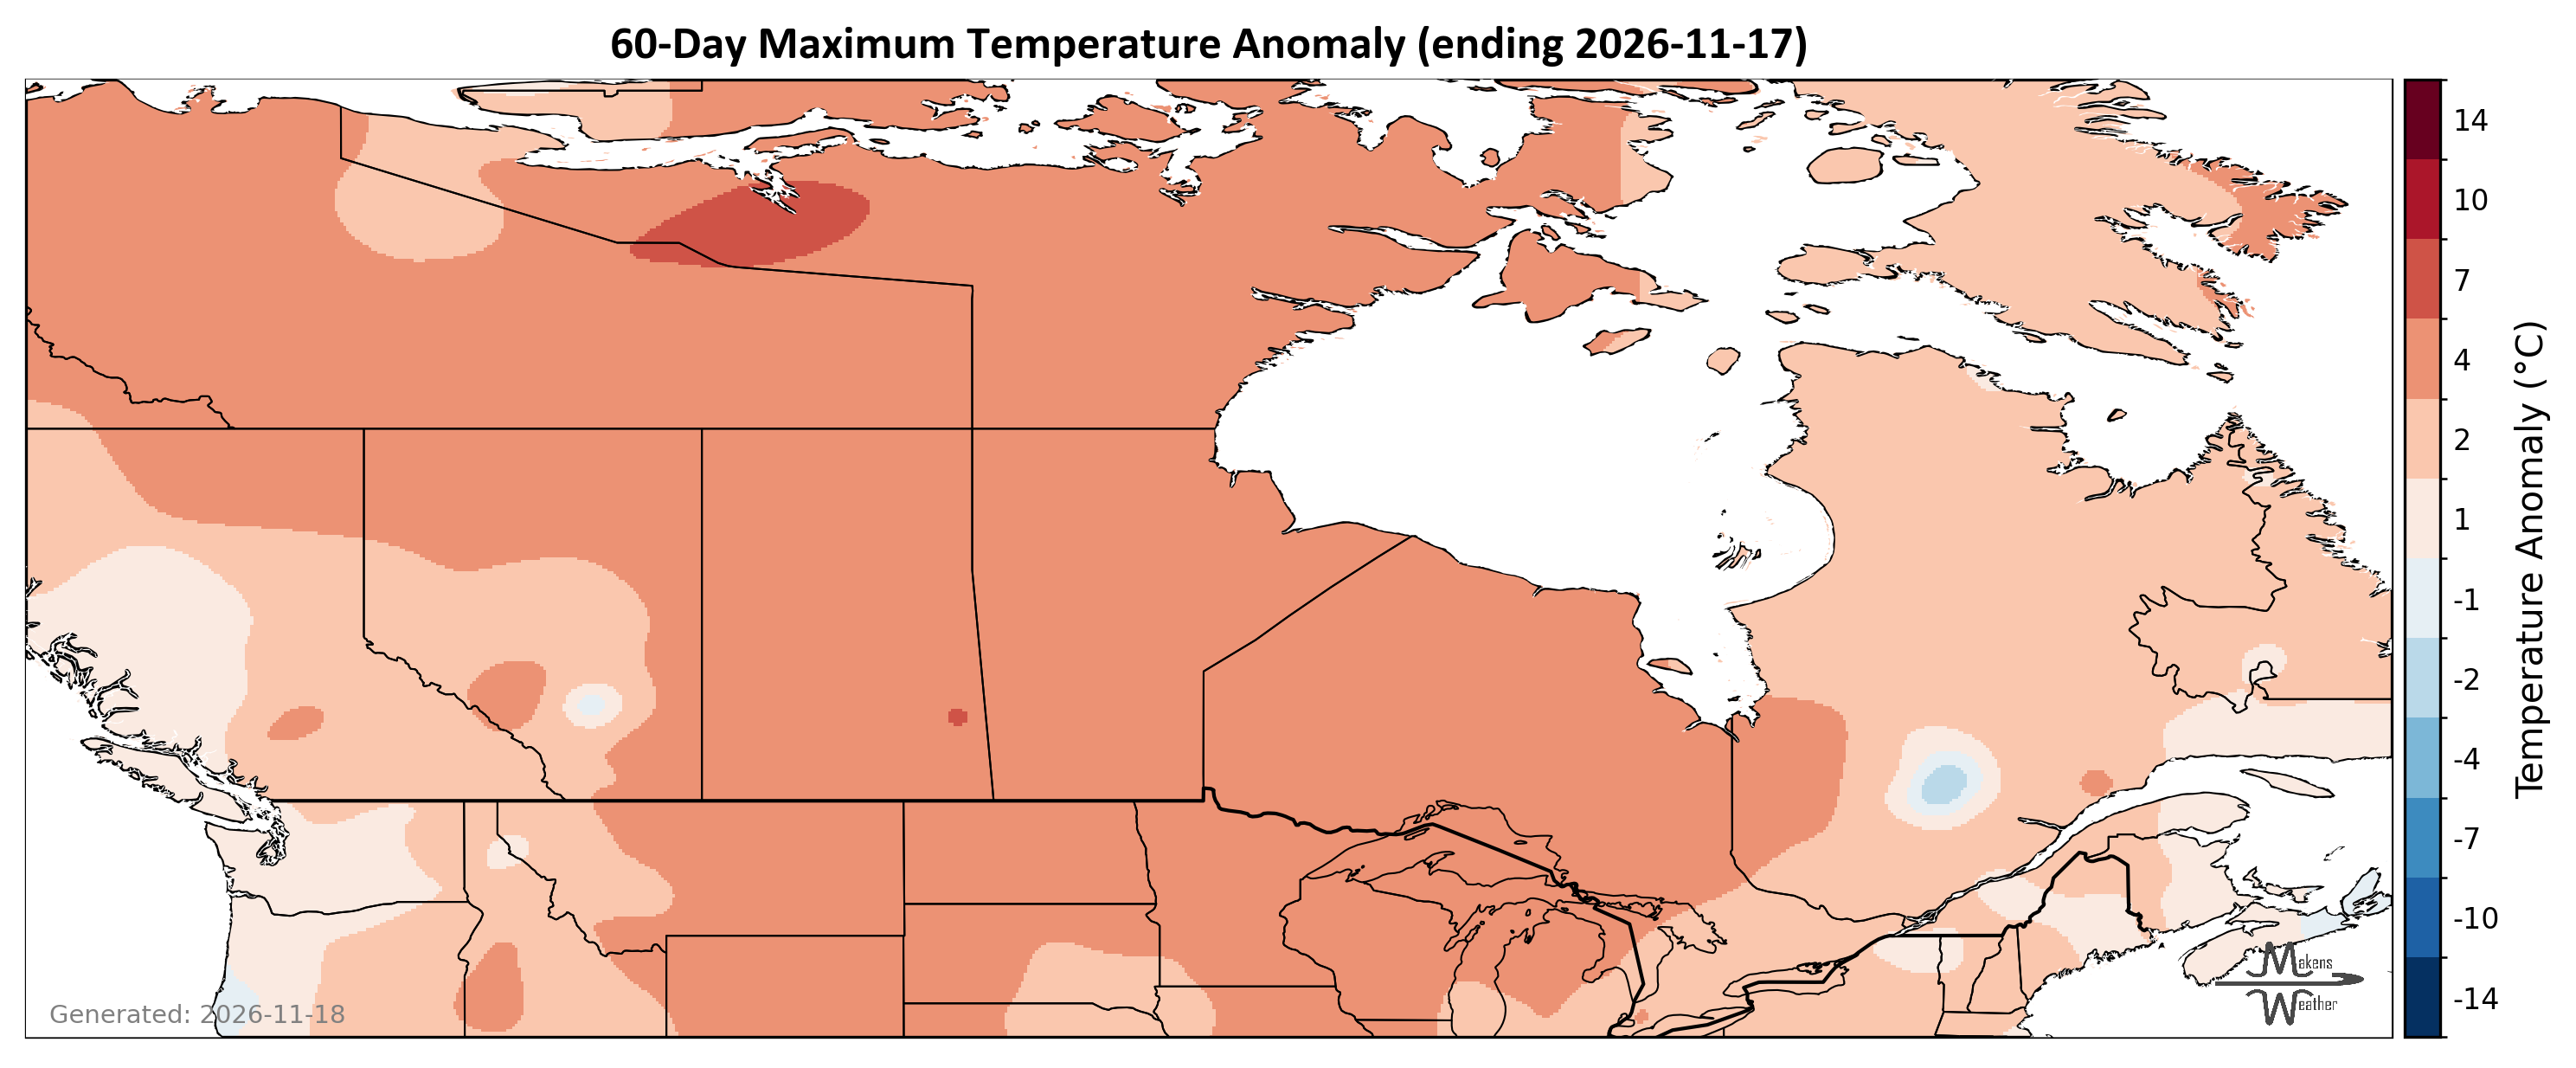 60-Day Maximum Temperature Anomaly (ending 2026-11-17)
14
10
7
4
2
1
-1
-2
-4
-7
-10
-14
Temperature Anomaly (°C)
Generated: 2026-11-18
Makens
Weather